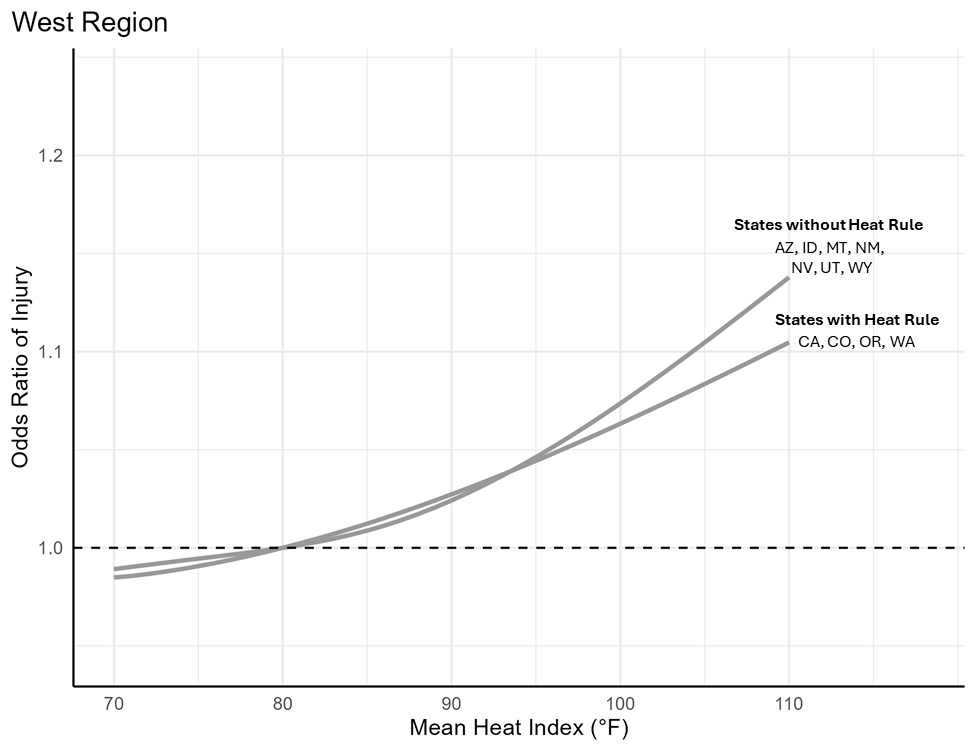 West Region
Odds Ratio of Injury
1.2
1.1
1.0
States without Heat Rule
AZ, ID, MT, NM,
NV, UT, WY
States with Heat Rule
CA, CO, OR, WA
70 80 90 100 110
Mean Heat Index (°F)